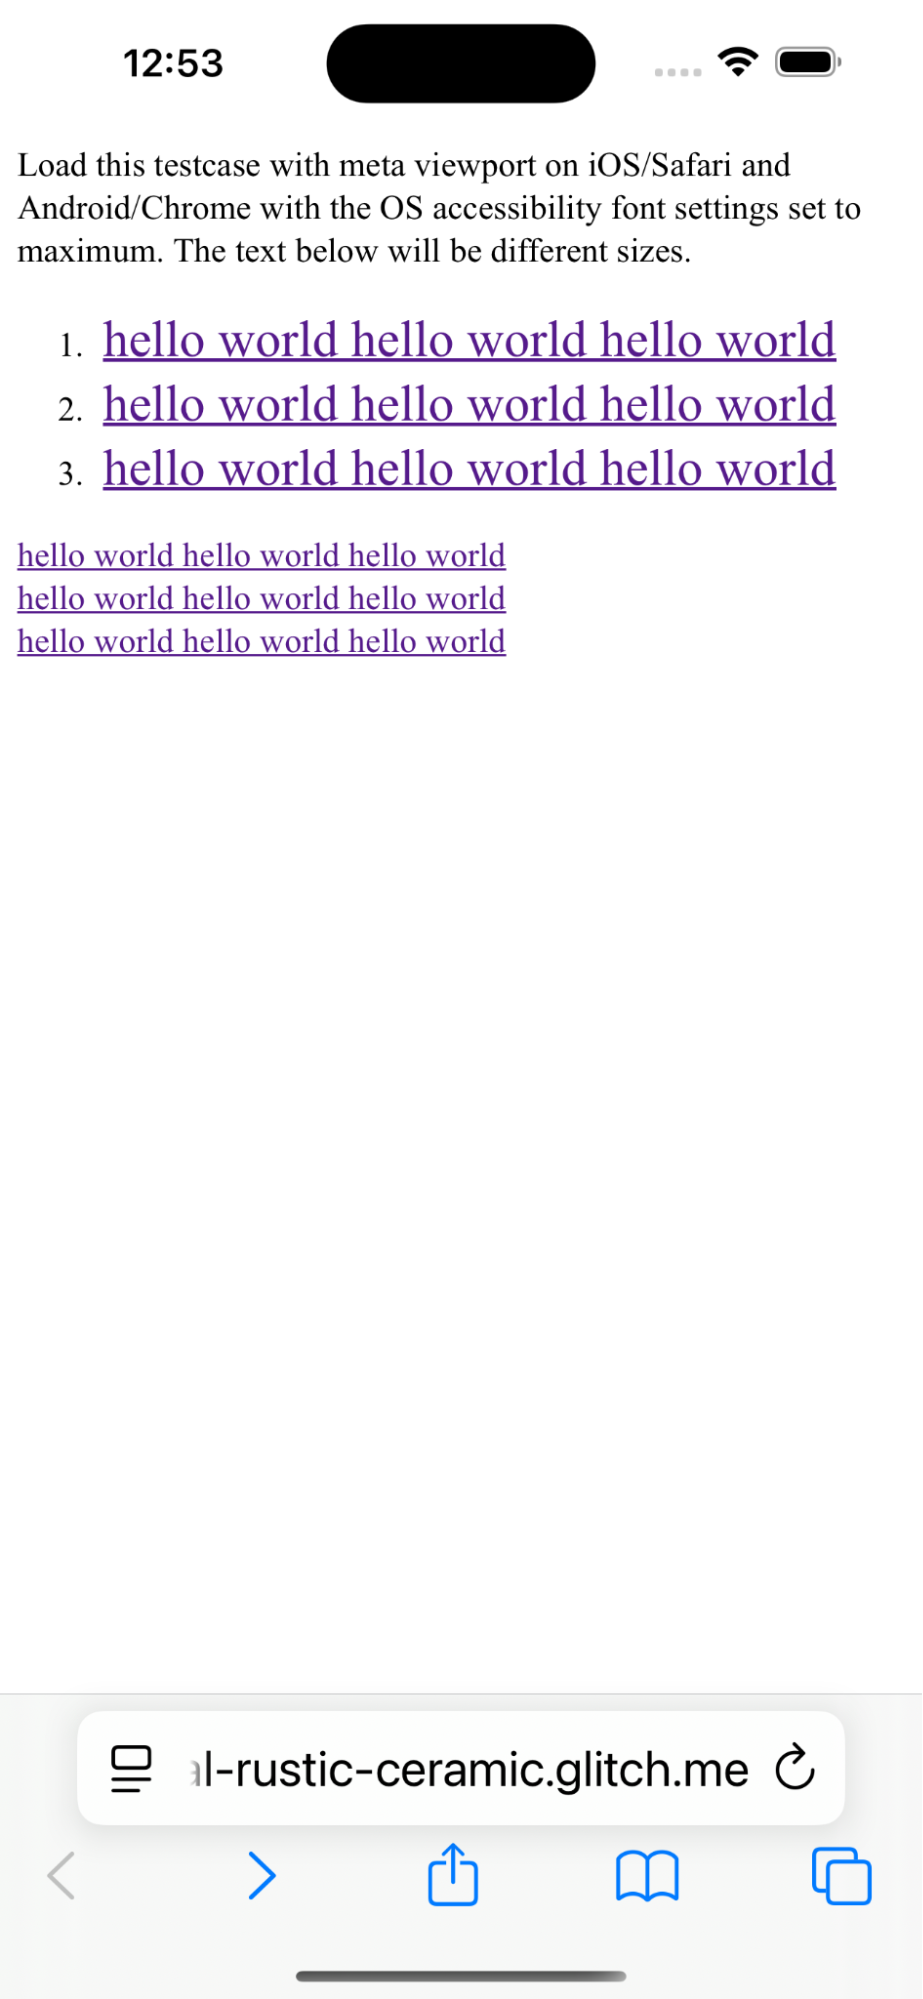 12:53
Load this testcase with meta viewport on iOS/Safari and
Android/Chrome with the OS accessibility font settings set to
maximum. The text below will be different sizes.
1. hello world hello world hello world
2. hello world hello world hello world
3. hello world hello world hello world
hello world hello world hello world
hello world hello world hello world
hello world hello world hello world
l-rustic-ceramic.glitch.me